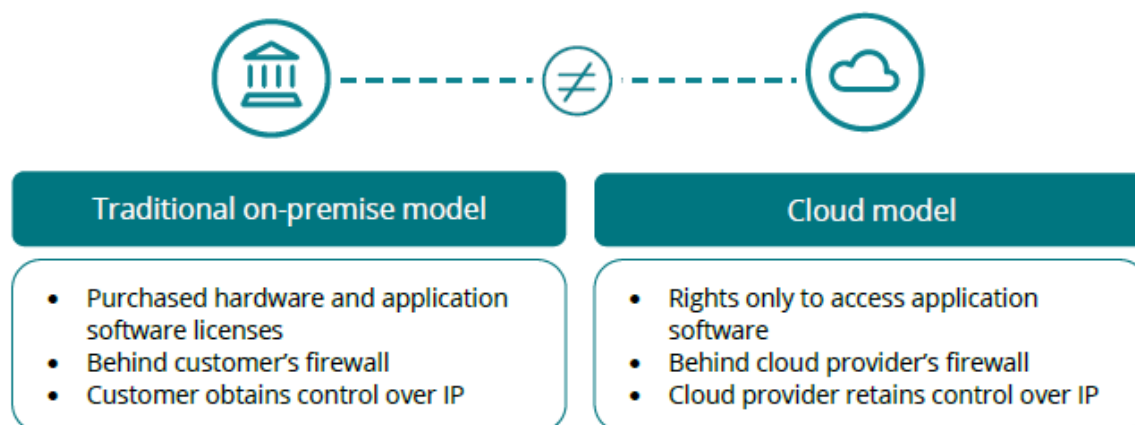 Traditional on-premise model
• Purchased hardware and application
software licenses
• Behind customer's firewall
• Customer obtains control over IP
Cloud model
• Rights only to access application
software
• Behind cloud provider's firewall
• Cloud provider retains control over IP